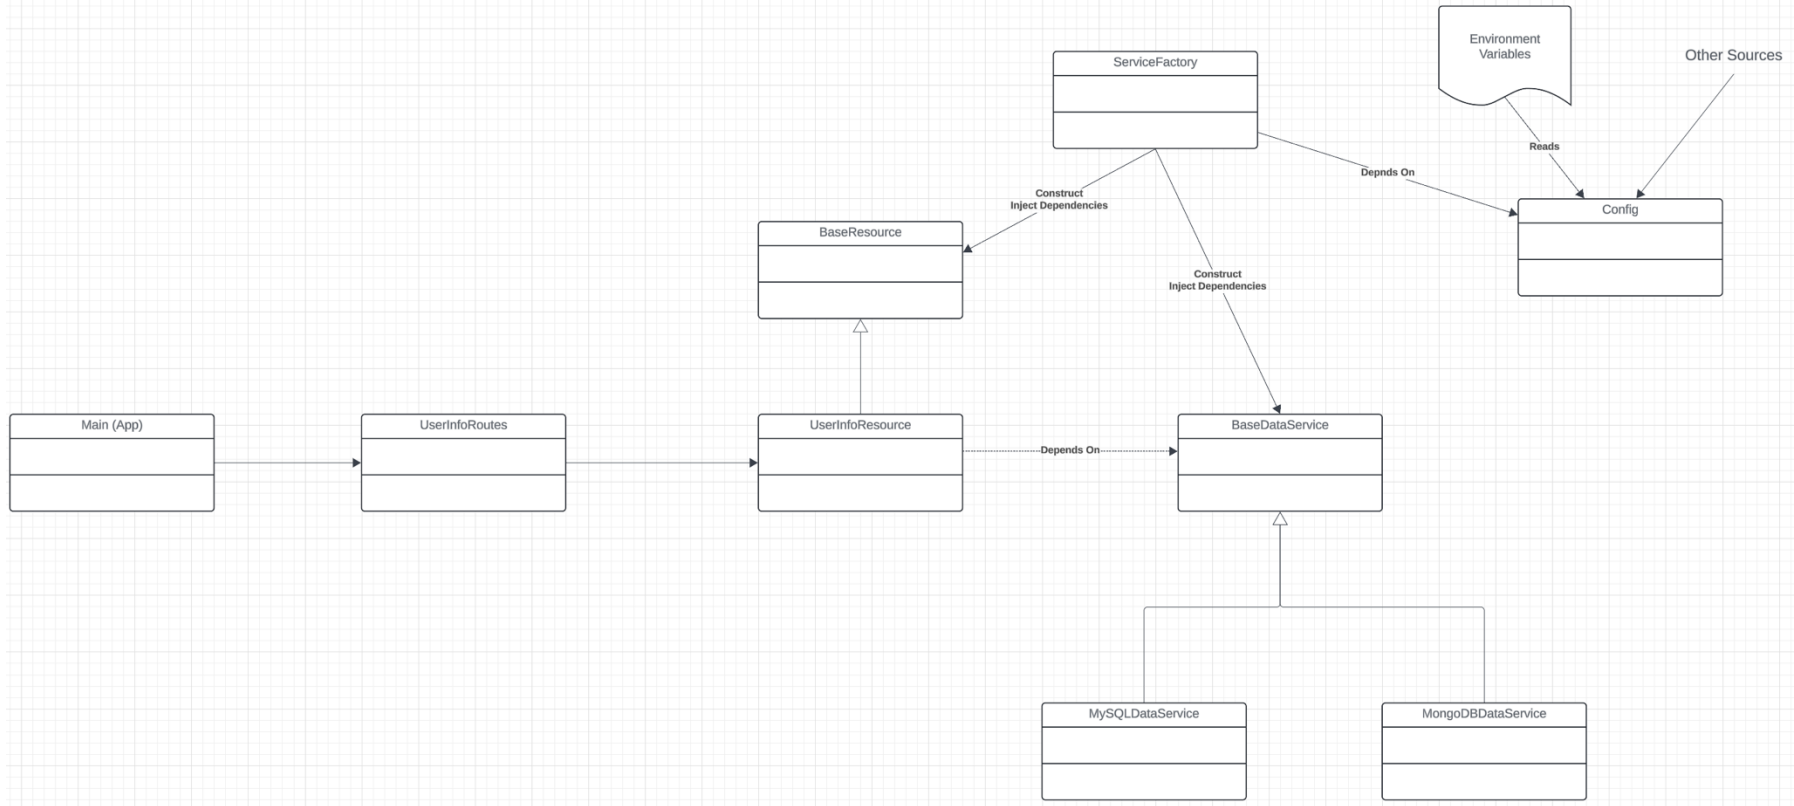 Environment
Variables
Other Sources
ServiceFactory
Reads
Depnds On
Construct
Inject Dependencies
Config
BaseResource
Construct
Inject Dependencies
Main (App)
UserInfoRoutes
UserInfoResource
BaseDataService
Depends On
MySQLDataService
MongoDBDataService